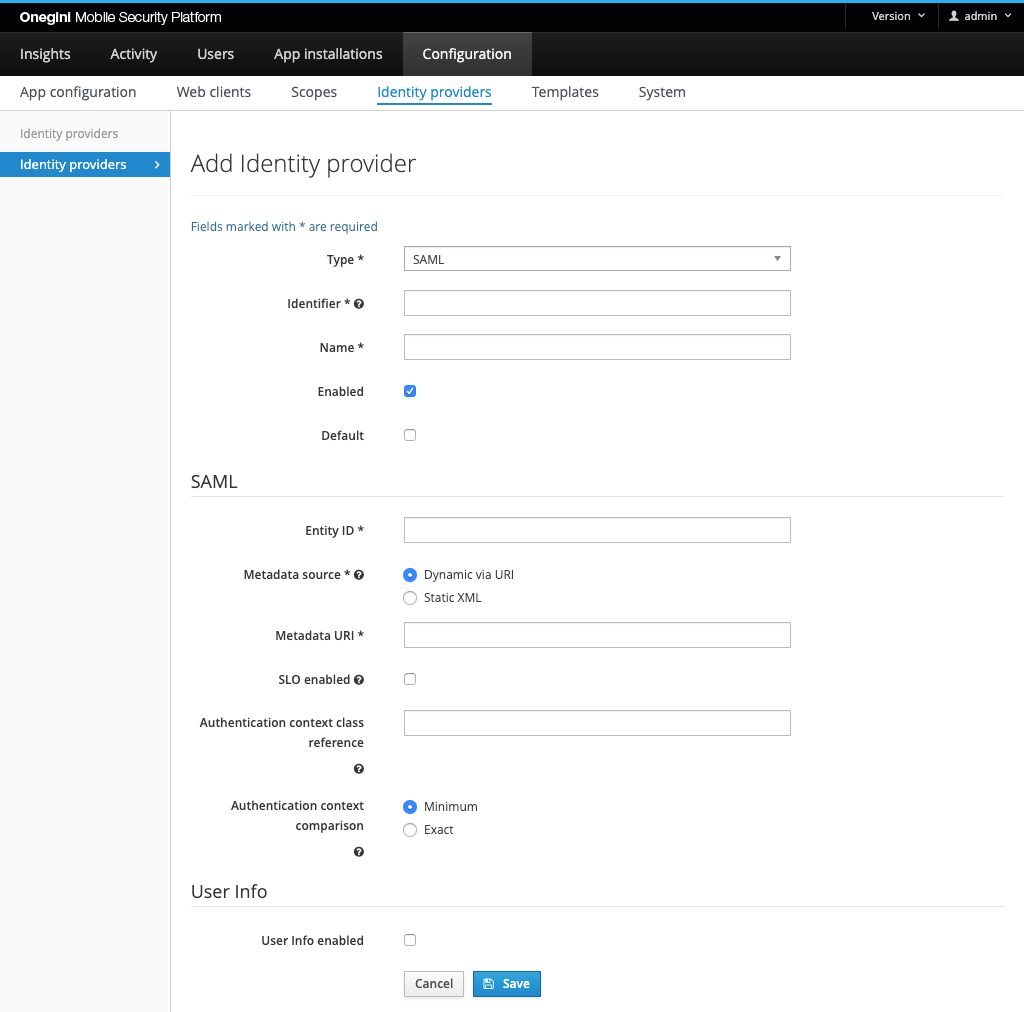 Onegini Mobile Security Platform
Version
admin
Insights
Activity
Users
App installations
Configuration
App configuration
Web clients
Scopes
Identity providers
Templates
System
Identity providers
Identity providers
Add Identity provider
Fields marked with * are required
Type *
SAML
Identifier *
Name *
Enabled
Default
SAML
Entity ID *
Metadata source *
Dynamic via URI
Static XML
Metadata URI *
SLO enabled
Authentication context class
reference
Authentication context
comparison
Minimum
Exact
User Info
User Info enabled
Cancel
Save